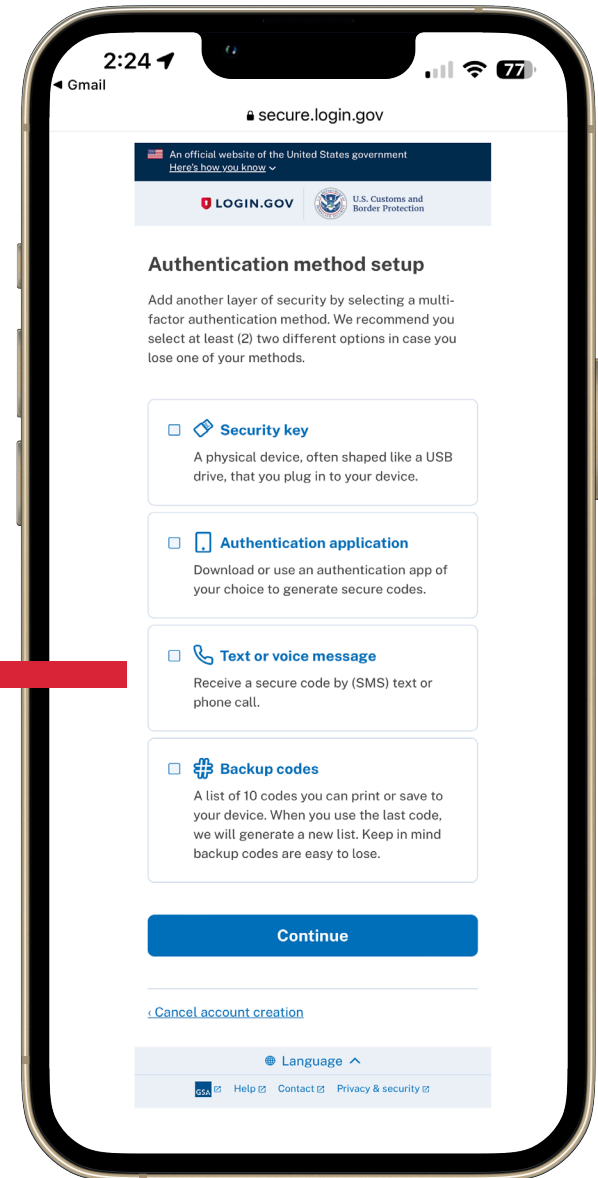 2:24
77
◀ Gmail
secure.login.gov
An official website of the United States government
Here's how you know
LOGIN.GOV
U.S. Customs and
Border Protection
Authentication method setup
Add another layer of security by selecting a multi-
factor authentication method. We recommend you
select at least (2) two different options in case you
lose one of your methods.
Security key
A physical device, often shaped like a USB
drive, that you plug in to your device.
Authentication application
Download or use an authentication app of
your choice to generate secure codes.
Text or voice message
Receive a secure code by (SMS) text or
phone call.
Backup codes
A list of 10 codes you can print or save to
your device. When you use the last code,
we will generate a new list. Keep in mind
backup codes are easy to lose.
Continue
‹ Cancel account creation
Language
GSA Help Contact Privacy & security